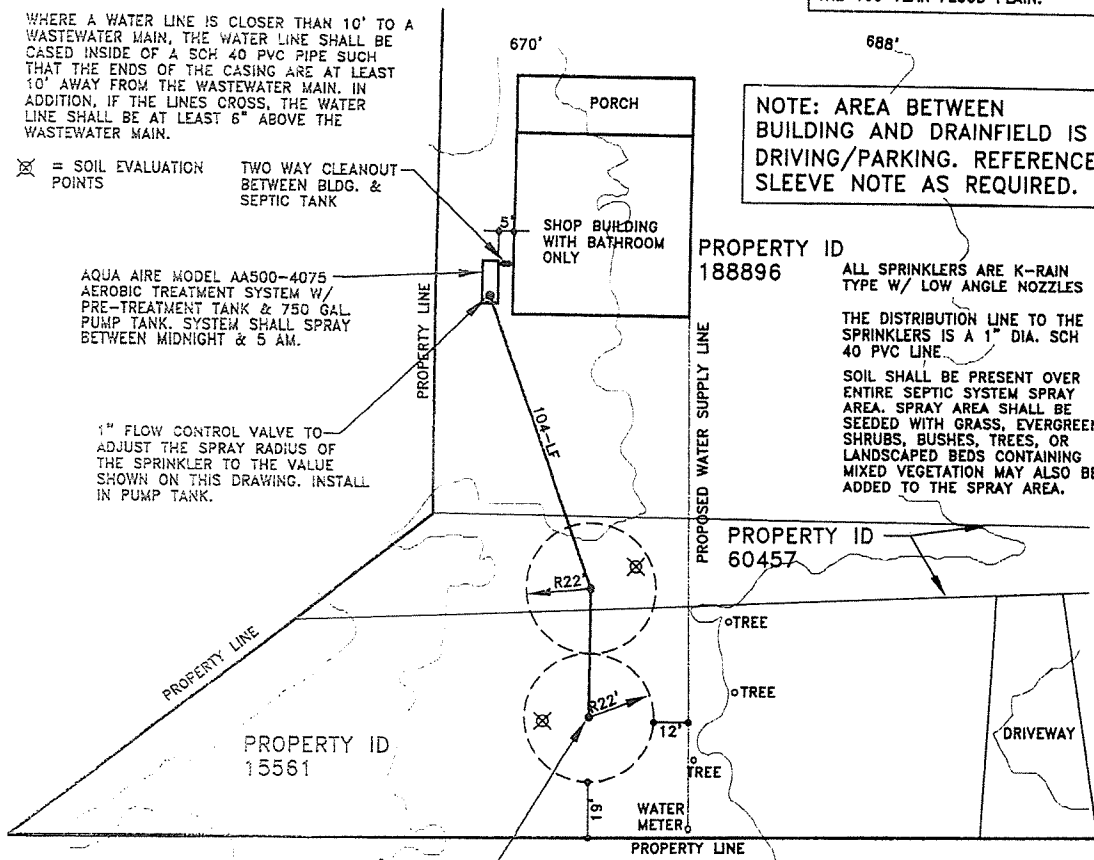 WHERE A WATER LINE IS CLOSER THAN 10' TO A
WASTEWATER MAIN, THE WATER LINE SHALL BE
CASED INSIDE OF A SCH 40 PVC PIPE SUCH
THAT THE ENDS OF THE CASING ARE AT LEAST
10' AWAY FROM THE WASTEWATER MAIN. IN
ADDITION, IF THE LINES CROSS, THE WATER
LINE SHALL BE AT LEAST 6" ABOVE THE
WASTEWATER MAIN.
= SOIL EVALUATION
POINTS
TWO WAY CLEANOUT
BETWEEN BLDG. &
SEPTIC TANK
670'
688'
PORCH
NOTE: AREA BETWEEN
BUILDING AND DRAINFIELD IS
DRIVING/PARKING. REFERENCE
SLEEVE NOTE AS REQUIRED.
5'
SHOP BUILDING
WITH BATHROOM
ONLY
PROPERTY ID
188896
AQUA AIRE MODEL AA500-4075
AEROBIC TREATMENT SYSTEM W/
PRE-TREATMENT TANK & 750 GAL.
PUMP TANK. SYSTEM SHALL SPRAY
BETWEEN MIDNIGHT & 5 AM.
PROPERTY LINE
1" FLOW CONTROL VALVE TO
ADJUST THE SPRAY RADIUS OF
THE SPRINKLER TO THE VALUE
SHOWN ON THIS DRAWING. INSTALL
IN PUMP TANK.
104-LF
PROPOSED WATER SUPPLY LINE
ALL SPRINKLERS ARE K-RAIN
TYPE W/ LOW ANGLE NOZZLES
THE DISTRIBUTION LINE TO THE
SPRINKLERS IS A 1" DIA. SCH
40 PVC LINE.
SOIL SHALL BE PRESENT OVER
ENTIRE SEPTIC SYSTEM SPRAY
AREA. SPRAY AREA SHALL BE
SEEDED WITH GRASS, EVERGREEN
SHRUBS, BUSHES, TREES, OR
LANDSCAPED BEDS CONTAINING
MIXED VEGETATION MAY ALSO BE
ADDED TO THE SPRAY AREA.
PROPERTY ID
60457
R22'
TREE
PROPERTY LINE
TREE
R22'
12'
PROPERTY ID
15561
DRIVEWAY
TREE
19'
WATER
METER
PROPERTY LINE